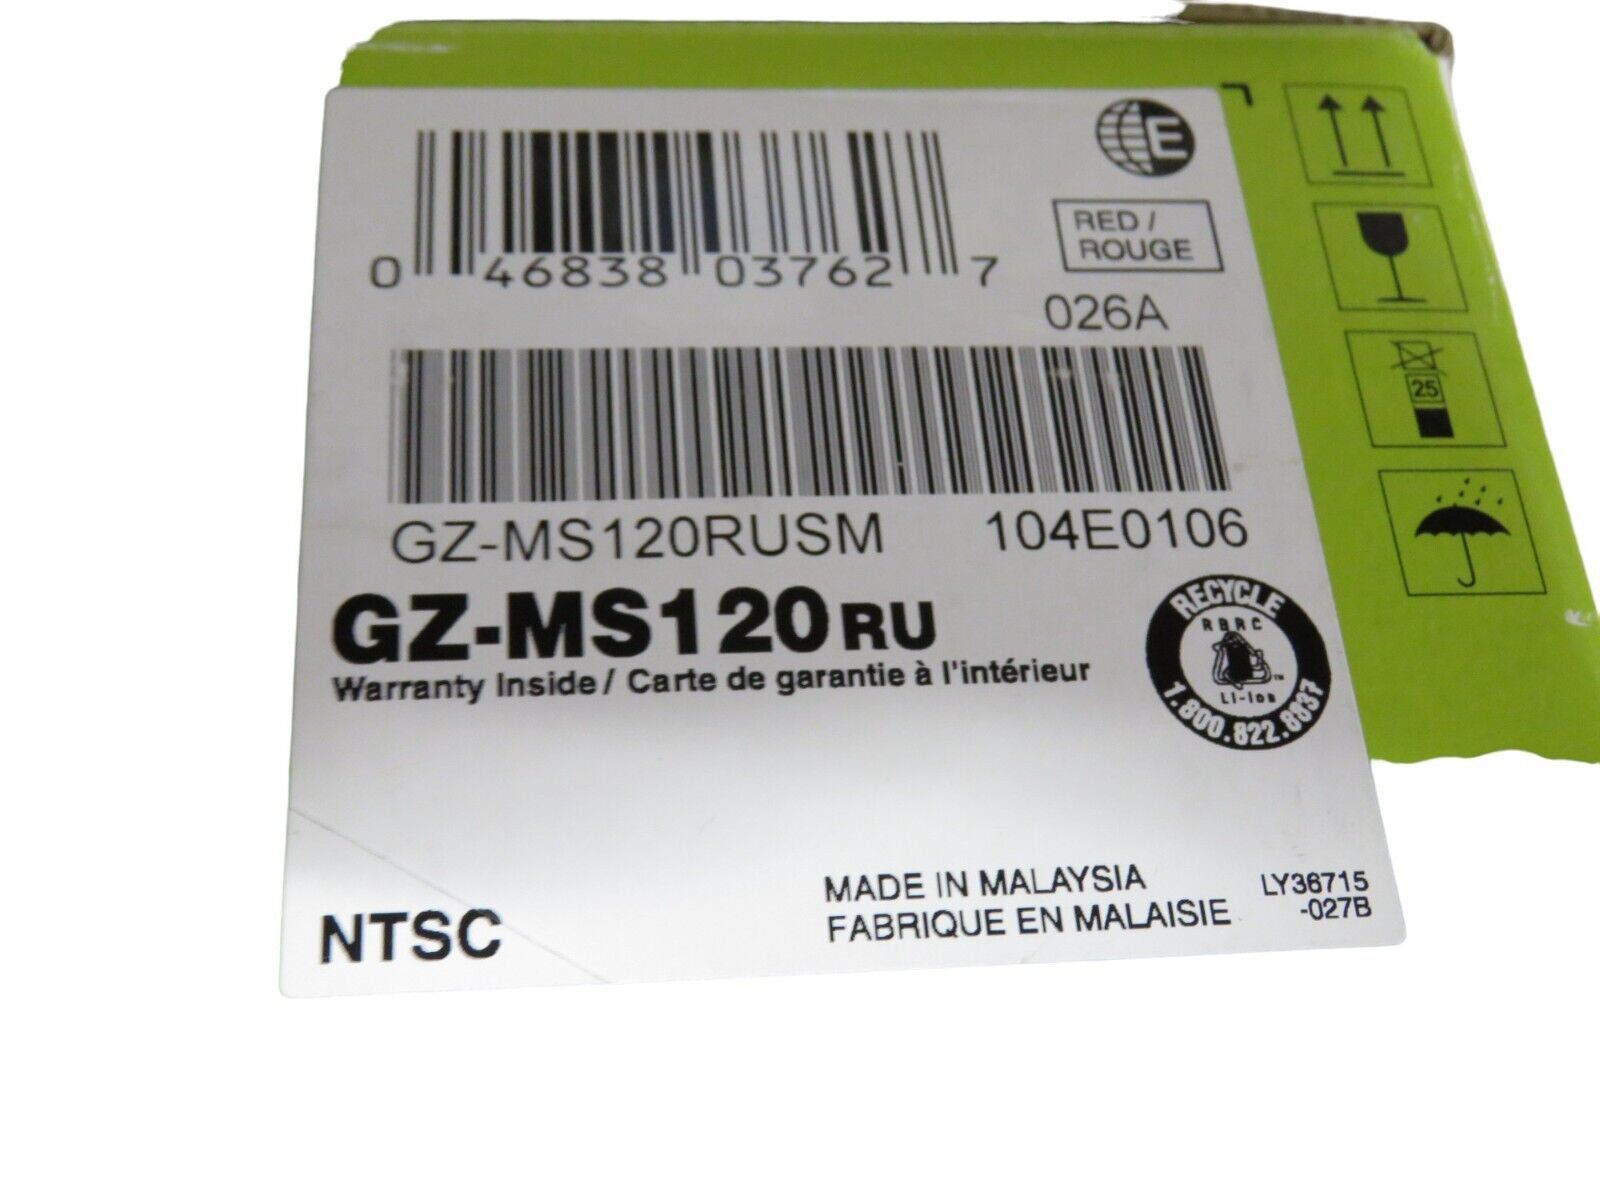 E
0 46838 03762 7
RED /
ROUGE
026A
25
GZ-MS120RUSM 104E0106
GZ-MS120RU
Warranty Inside / Carte de garantie à l'intérieur
RECYCLE
RBRC
Li-Ion
TM
1.800.822.8837
NTSC
MADE IN MALAYSIA
FABRIQUE EN MALAISIE
LY36715
-027B